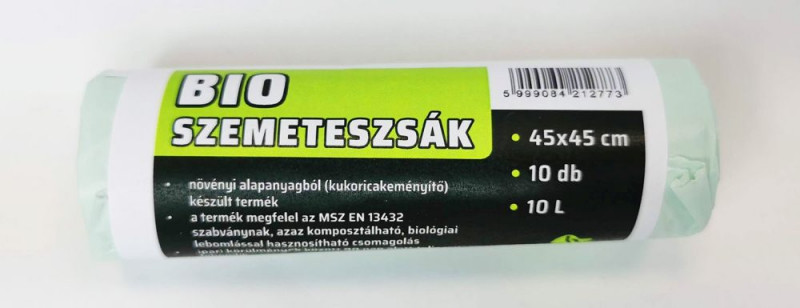 BIO
SZEMETESZSÁK
növényi alapanyagból (kukoricakeményítő)
készült termék
a termék megfelel az MSZ EN 13432
szabványnak, azaz komposztálható, biológiai
lebomlással hasznosítható csomagolás
5 999084 212773
• 45x45 cm
• 10 db
• 10 L